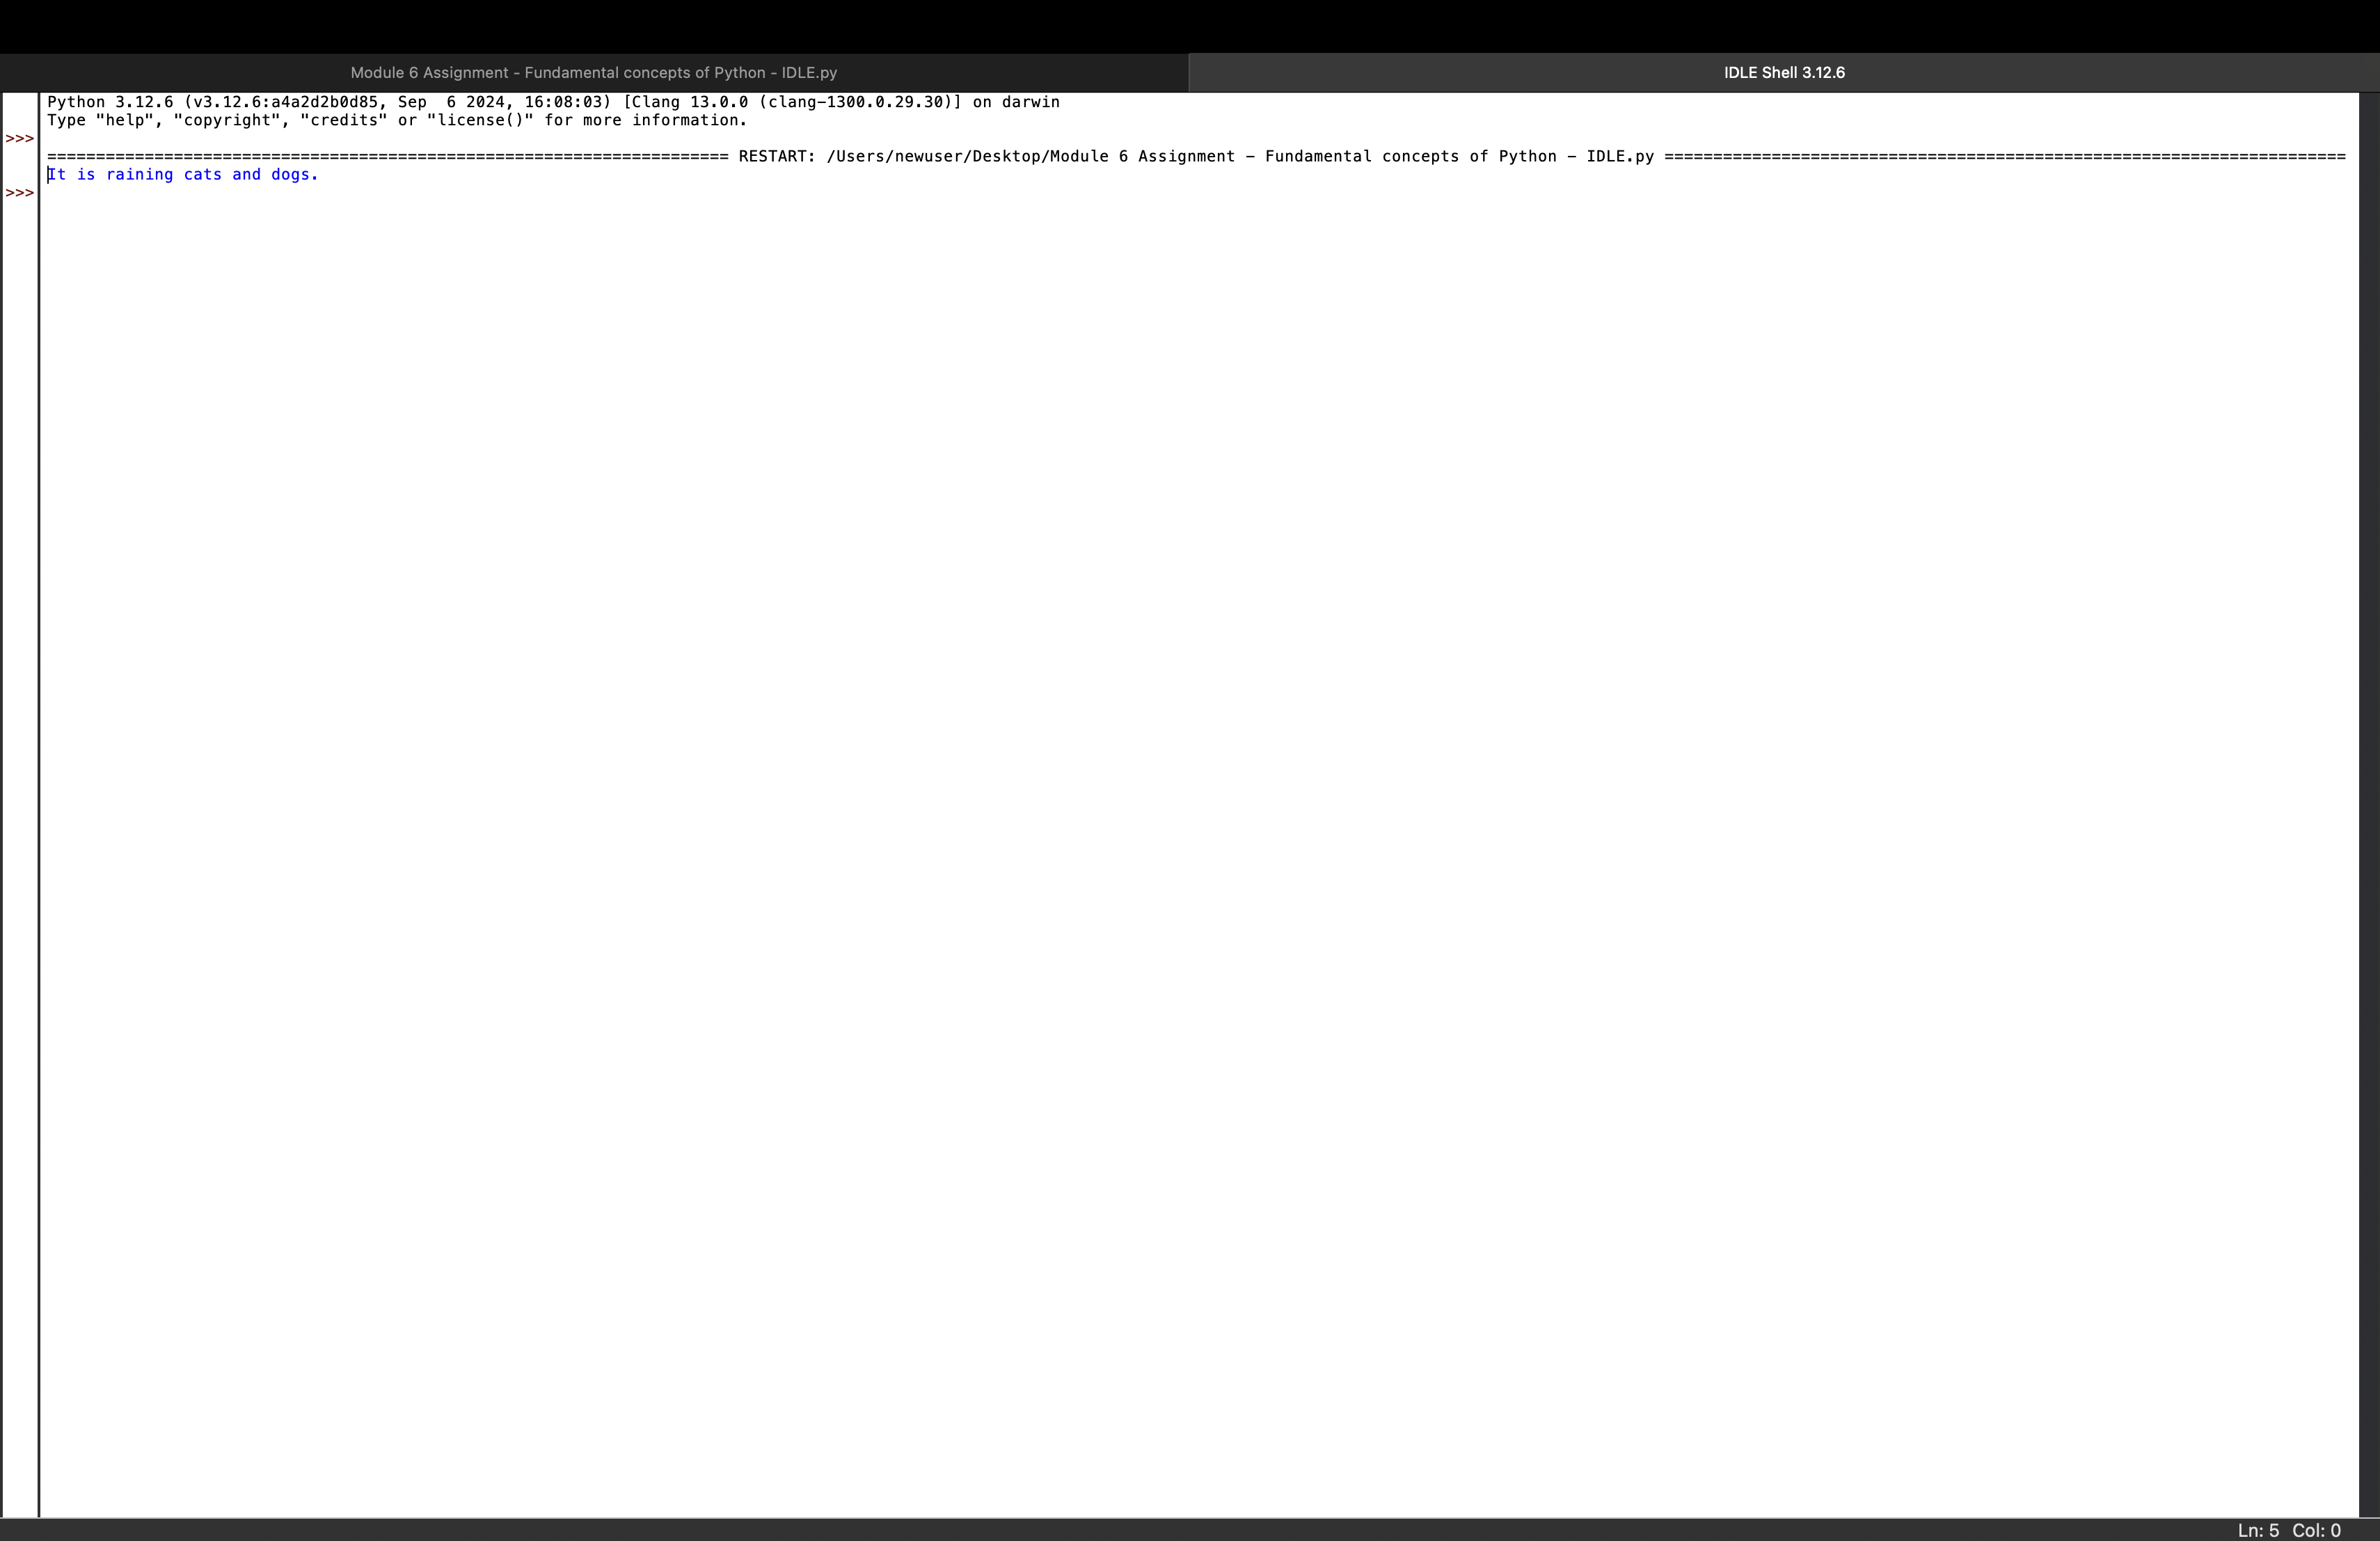 Module 6 Assignment - Fundamental concepts of Python - IDLE.py
IDLE Shell 3.12.6
Python 3.12.6 (v3.12.6:a4a2d2b0d85, Sep  6 2024, 16:08:03) [Clang 13.0.0 (clang-1300.0.29.30)] on darwin
Type "help", "copyright", "credits" or "license()" for more information.
>>>
====================================================================== RESTART: /Users/newuser/Desktop/Module 6 Assignment - Fundamental concepts of Python - IDLE.py ======================================================================
It is raining cats and dogs.
>>>
Ln: 5  Col: 0